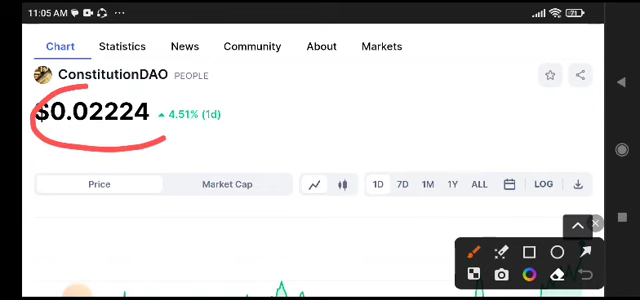 11:05 AM
71
Chart Statistics News Community About Markets
ConstitutionDAO PEOPLE
$0.02224 4.51% (1d)
Price Market Cap 1D 7D 1M 1Y ALL LOG